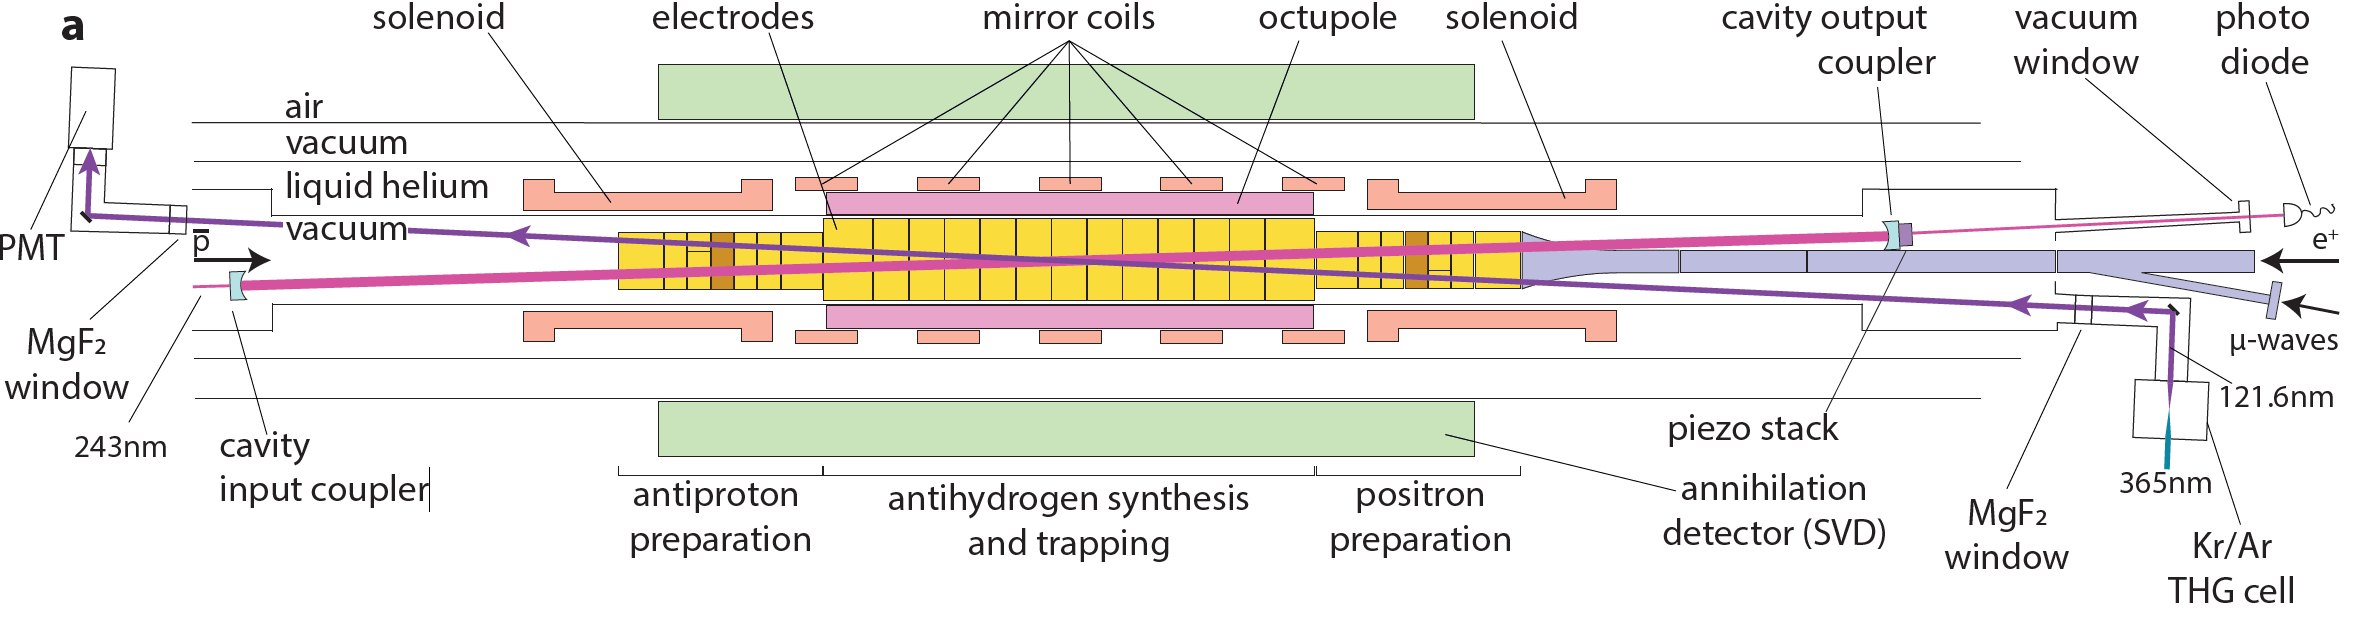 a
solenoid
electrodes
mirror coils
octupole
solenoid
cavity output
coupler
vacuum
window
photo
diode
air
vacuum
liquid helium
vacuum
PMT
p̅
e⁺
MgF₂
window
243nm
cavity
input coupler
μ-waves
121.6nm
365nm
piezo stack
antiproton
preparation
antihydrogen synthesis
and trapping
positron
preparation
annihilation
detector (SVD)
MgF₂
window
Kr/Ar
THG cell